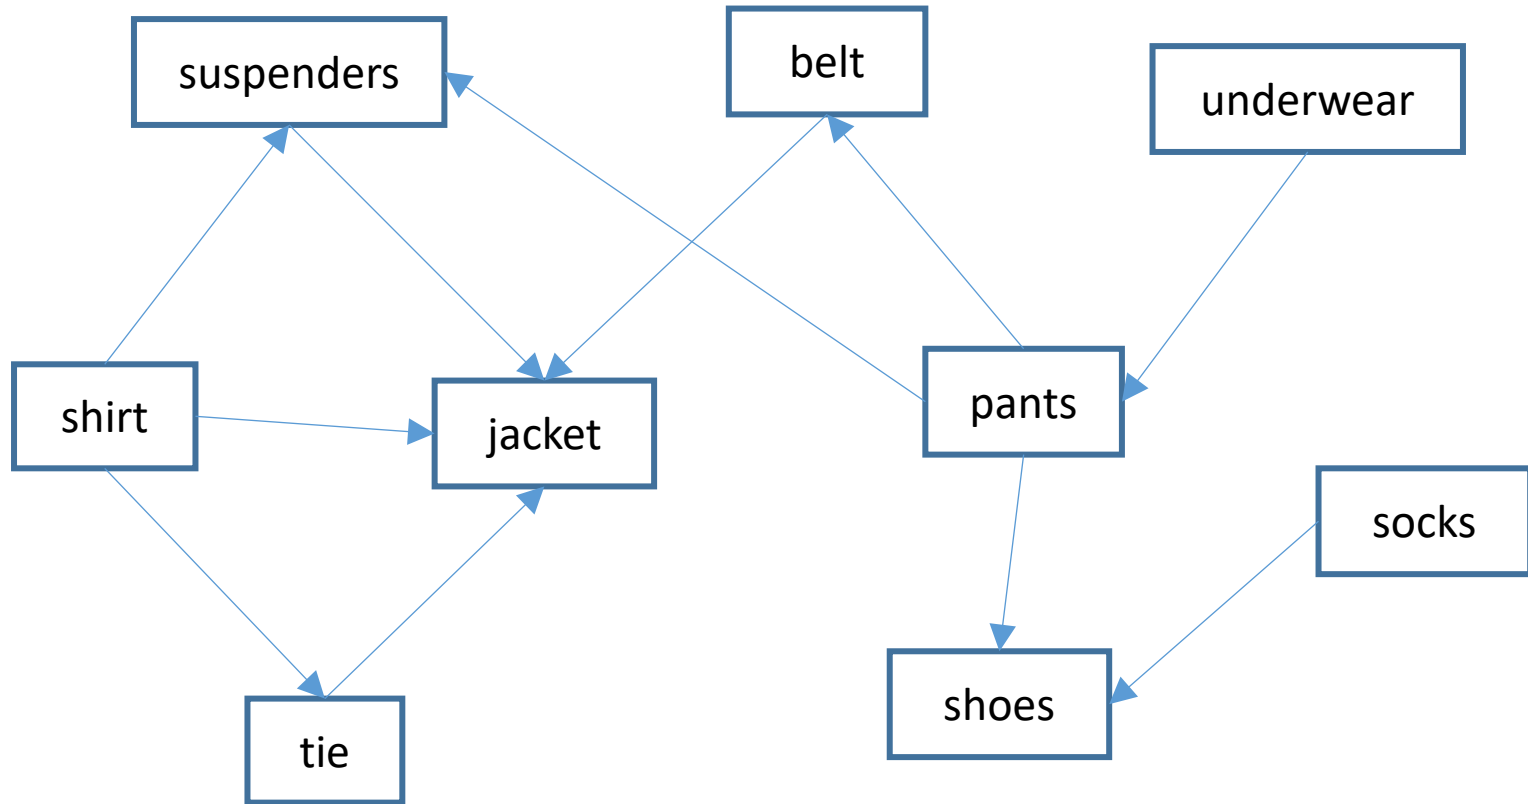 suspenders
belt
underwear
shirt
jacket
pants
socks
shoes
tie